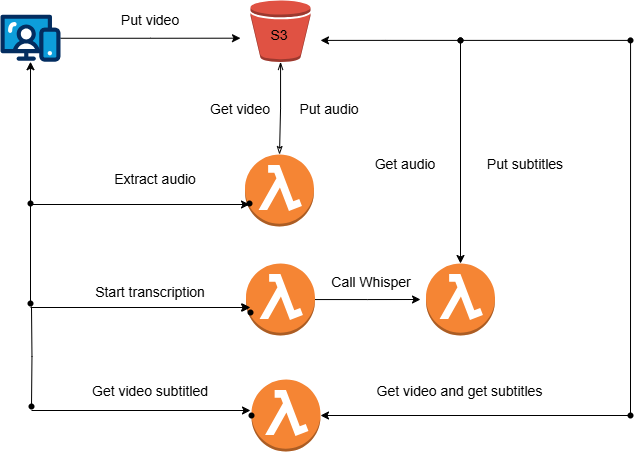 Put video
S3
Get video
Put audio
Get audio
Put subtitles
Extract audio
Start transcription
Call Whisper
Get video subtitled
Get video and get subtitles